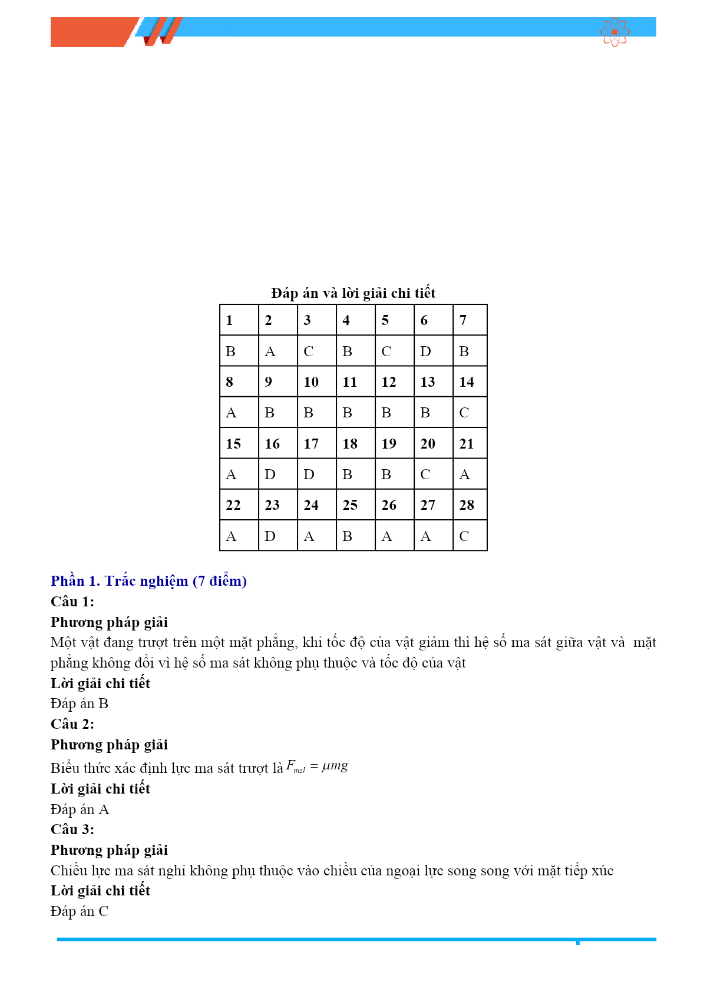 Đáp án và lời giải chi tiết
1 2 3 4 5 6 7
B A C B C D B
8 9 10 11 12 13 14
A B B B B B C
15 16 17 18 19 20 21
A D D B B C A
22 23 24 25 26 27 28
A D A B A A C
Phần 1. Trắc nghiệm (7 điểm)
Câu 1:
Phương pháp giải
Một vật đang trượt trên một mặt phẳng, khi tốc độ của vật giảm thì hệ số ma sát giữa vật và mặt
phẳng không đổi vì hệ số ma sát không phụ thuộc và tốc độ của vật
Lời giải chi tiết
Đáp án B
Câu 2:
Phương pháp giải
Biểu thức xác định lực ma sát trượt là F_{msl} = μmg
Lời giải chi tiết
Đáp án A
Câu 3:
Phương pháp giải
Chiều lực ma sát nghỉ không phụ thuộc vào chiều của ngoại lực song song với mặt tiếp xúc
Lời giải chi tiết
Đáp án C